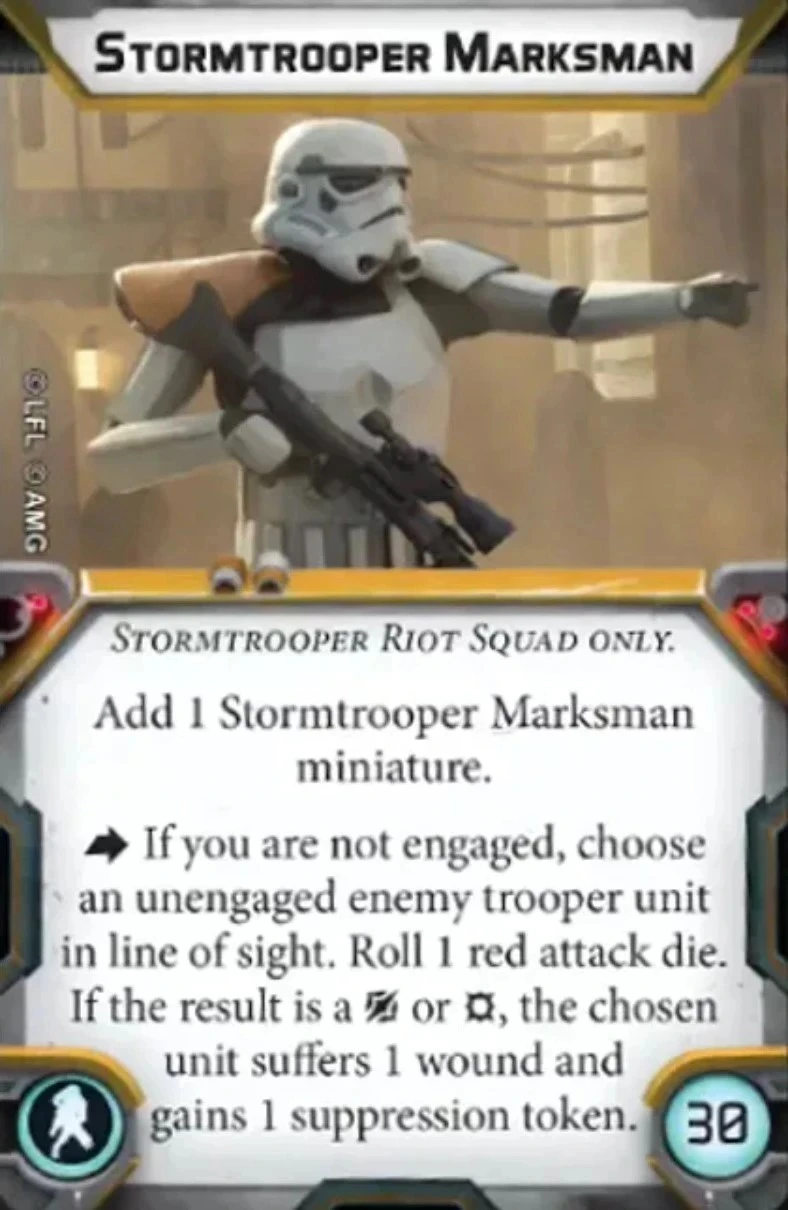 STORMTROOPER MARKSMAN
©LFL ©AMG
STORMTROOPER RIOT SQUAD ONLY.
Add 1 Stormtrooper Marksman
miniature.
If you are not engaged, choose
an unengaged enemy trooper unit
in line of sight. Roll 1 red attack die.
If the result is a or , the chosen
unit suffers 1 wound and
gains 1 suppression token.
30